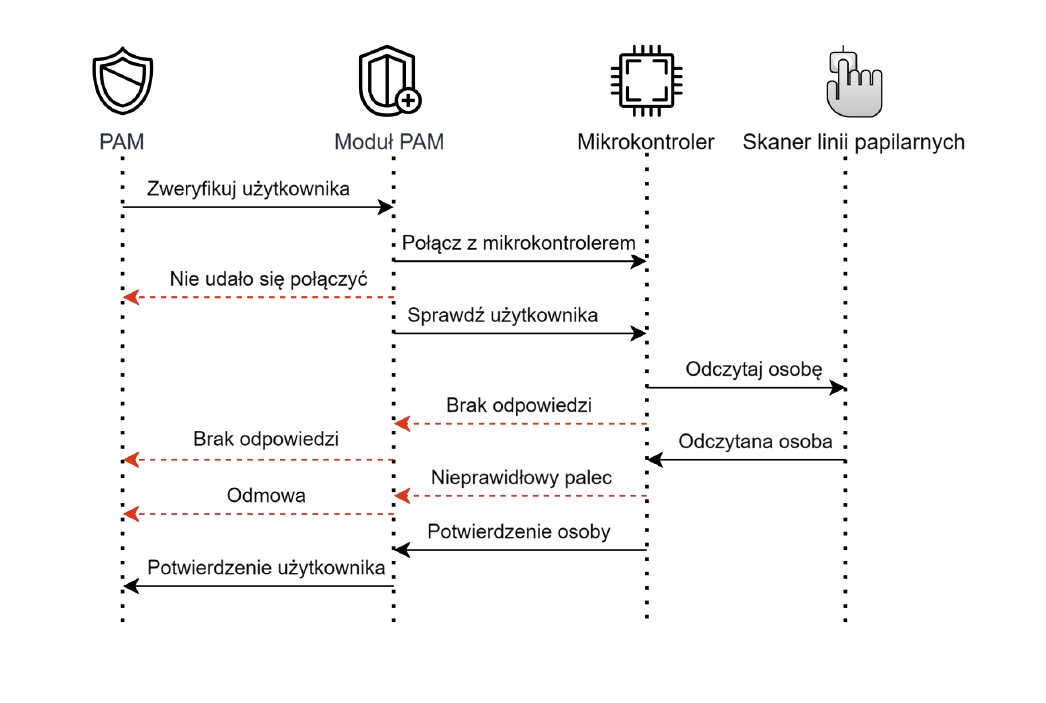 PAM
Moduł PAM
Mikrokontroler
Skaner linii papilarnych
Zweryfikuj użytkownika
Połącz z mikrokontrolerem
Nie udało się połączyć
Sprawdź użytkownika
Odczytaj osobę
Brak odpowiedzi
Brak odpowiedzi
Odczytana osoba
Nieprawidłowy palec
Odmowa
Potwierdzenie osoby
Potwierdzenie użytkownika